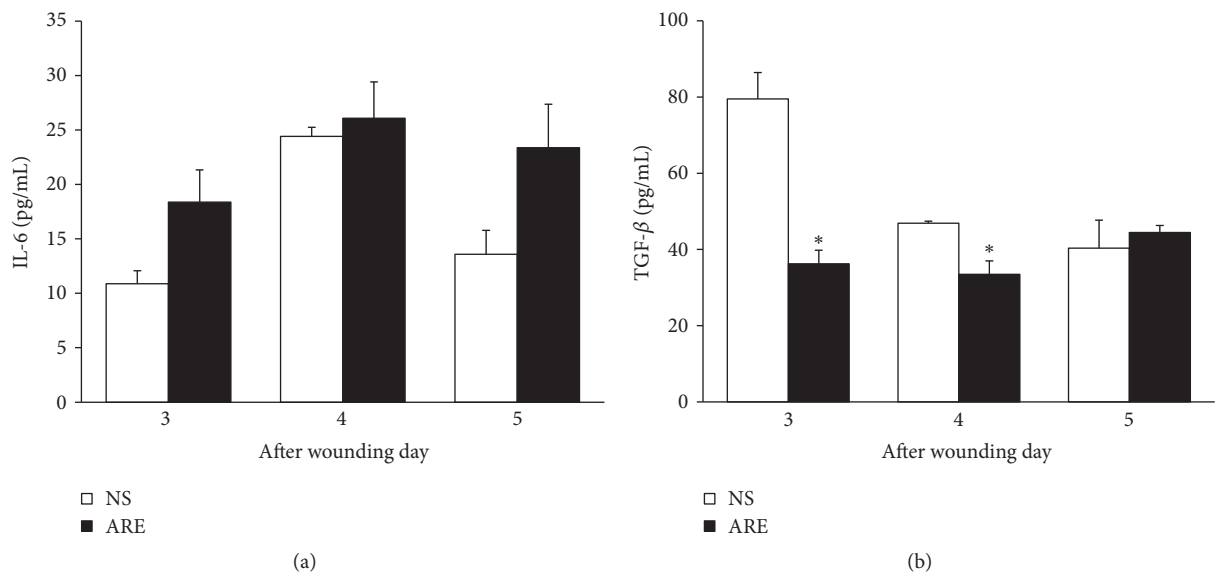 35
30
25
20
15
10
5
0
IL-6 (pg/mL)
3 4 5
After wounding day
NS
ARE
(a)
100
80
60
40
20
0
TGF-β (pg/mL)
* *
3 4 5
After wounding day
NS
ARE
(b)